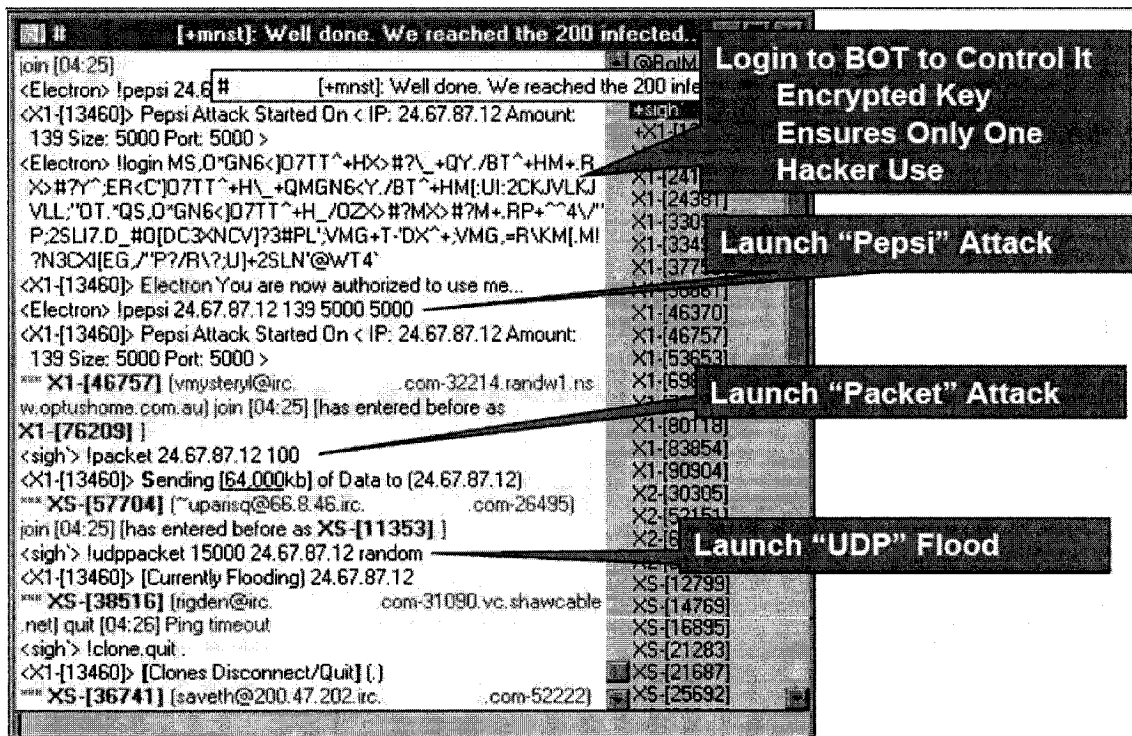 # [+mnst]: Well done. We reached the 200 infected..
join [04:25]
<Electron> !pepsi 24.6
# [+mnst]: Well done. We reached the 200 infe
<X1-[13460]> Pepsi Attack Started On < IP: 24.67.87.12 Amount:
139 Size: 5000 Port: 5000 >
<Electron> !login MS,O*GN6<]O7TT^+HX>#?\_+QY./BT^+HM+.R
X>#?Y^;ER<C']O7TT^+H\_+QMGN6<Y./BT^+HM[:UI:2CKJVLKJ
VLL;"OT.*QS,O*GN6<]O7TT^+H_/OZX>#?MX>#?M+.RP+^^4\/"
P;2SLI7.D_#O[DC3XNCV]?3#PL';VMG+T-'DX^+;VMG,=R\KM[.M!
?N3CXI[EG,/"P?/R\?;U]+2SLN'@WT4`
<X1-[13460]> Electron You are now authorized to use me...
<Electron> !pepsi 24.67.87.12 139 5000 5000
<X1-[13460]> Pepsi Attack Started On < IP: 24.67.87.12 Amount:
139 Size: 5000 Port: 5000 >
*** X1-[46757] (vmysteryl@irc. .com-32214.randw1.ns
w.optushome.com.au) join [04:25] [has entered before as
X1-[76209] ]
<sigh`> !packet 24.67.87.12 100
<X1-[13460]> Sending [64,000kb] of Data to (24.67.87.12)
*** XS-[57704] (~uparisq@66.8.46.irc. .com-26495)
join [04:25] [has entered before as XS-[11353] ]
<sigh`> !udppacket 15000 24.67.87.12 random
<X1-[13460]> [Currently Flooding] 24.67.87.12
*** XS-[38516] (rigden@irc. .com-31090.vc.shawcable
.net) quit [04:26] Ping timeout
<sigh`> !clone.quit .
<X1-[13460]> [Clones Disconnect/Quit] (.)
*** XS-[36741] (saveth@200.47.202.irc. .com-52222)
+sigh`
X1-[24381]
X1-[46370]
X1-[46757]
X1-[53653]
X1-[80118]
X1-[83854]
X1-[90904]
X2-[30305]
XS-[12799]
XS-[14769]
XS-[16895]
XS-[21283]
XS-[21687]
XS-[25692]
Login to BOT to Control It
Encrypted Key
Ensures Only One
Hacker Use
Launch “Pepsi” Attack
Launch “Packet” Attack
Launch “UDP” Flood